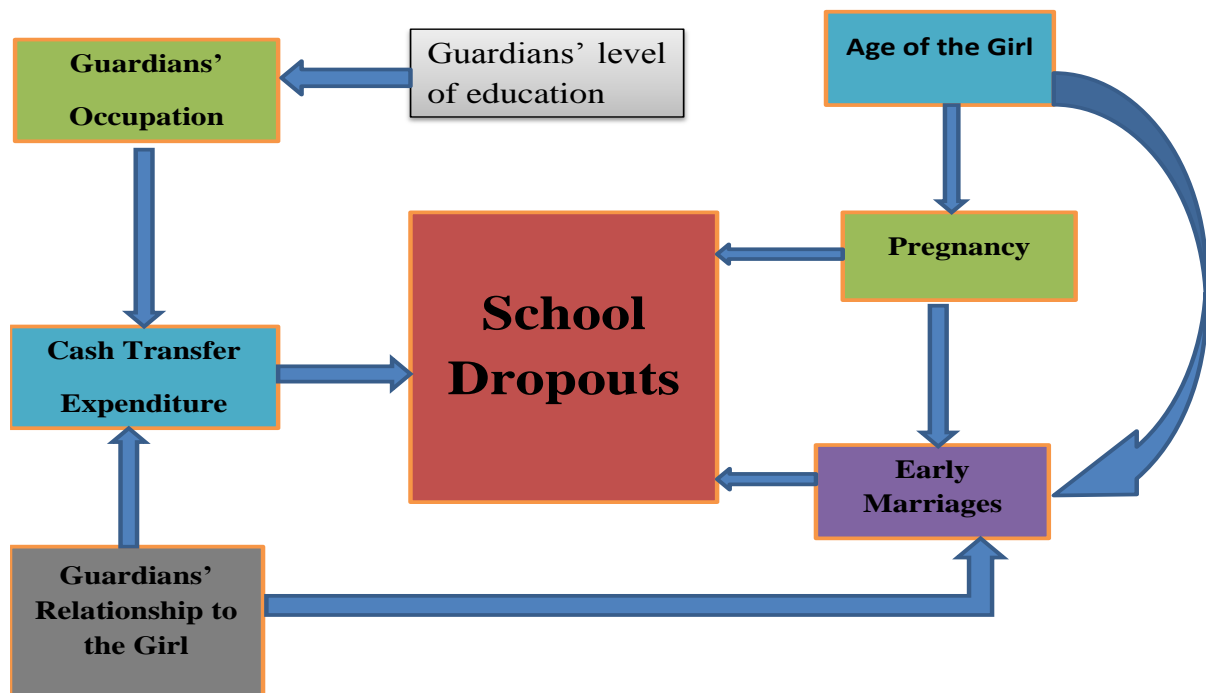 Guardians’
Occupation
Guardians’ level
of education
Age of the Girl
Pregnancy
School
Dropouts
Cash Transfer
Expenditure
Early
Marriages
Guardians’
Relationship to
the Girl